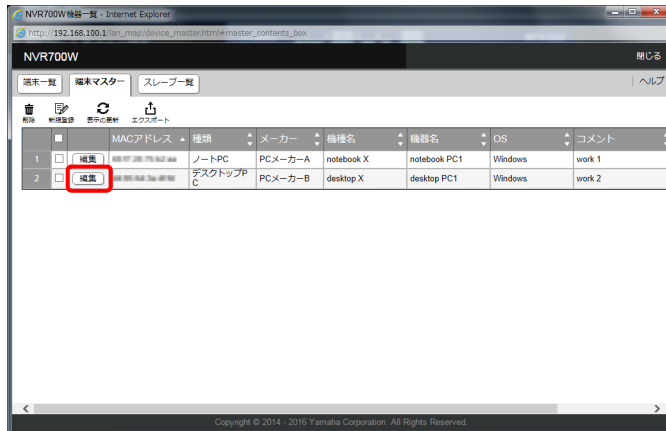 NVR700W機器一覧 - Internet Explorer
http://192.168.100.1/lan_map/device_master.html#master_contents_box
NVR700W 閉じる
端末一覧 端末マスター スレーブ一覧 ヘルプ
削除 新規登録 表示の更新 エクスポート
MACアドレス 種類 メーカー 機種名 機器名 OS コメント
1 編集 ノートPC PCメーカーA notebook X notebook PC1 Windows work 1
2 編集 デスクトップPC PCメーカーB desktop X desktop PC1 Windows work 2
Copyright © 2014 - 2016 Yamaha Corporation. All Rights Reserved.